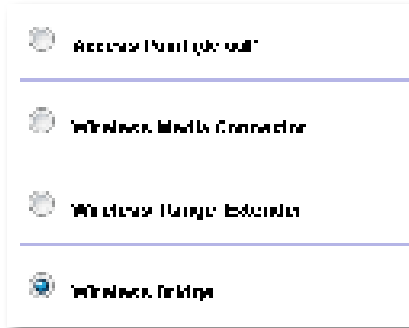 Access Point (default)
Wireless Media Connector
Wireless Range Extender
Wireless Bridge